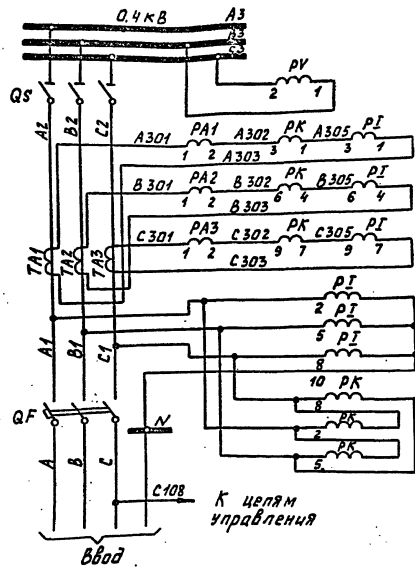 0,4 кВ A3
В3
C3
PV
2 1
QS
A2 B2 C2
A301 PA1 A302 PK A305 PI
1 2 3 1 3 1
A303
B301 PA2 B302 PK B305 PI
1 2 6 4 6 4
B303
C301 PA3 C302 PK C305 PI
1 2 9 7 9 7
C303
TA1 TA2 TA3
PI
2
PI
5
PI
8
A1 B1 C1
10 PK
8
PK
2
PK
5
QF
N
A B C
C108
К цепям
управления
Ввод